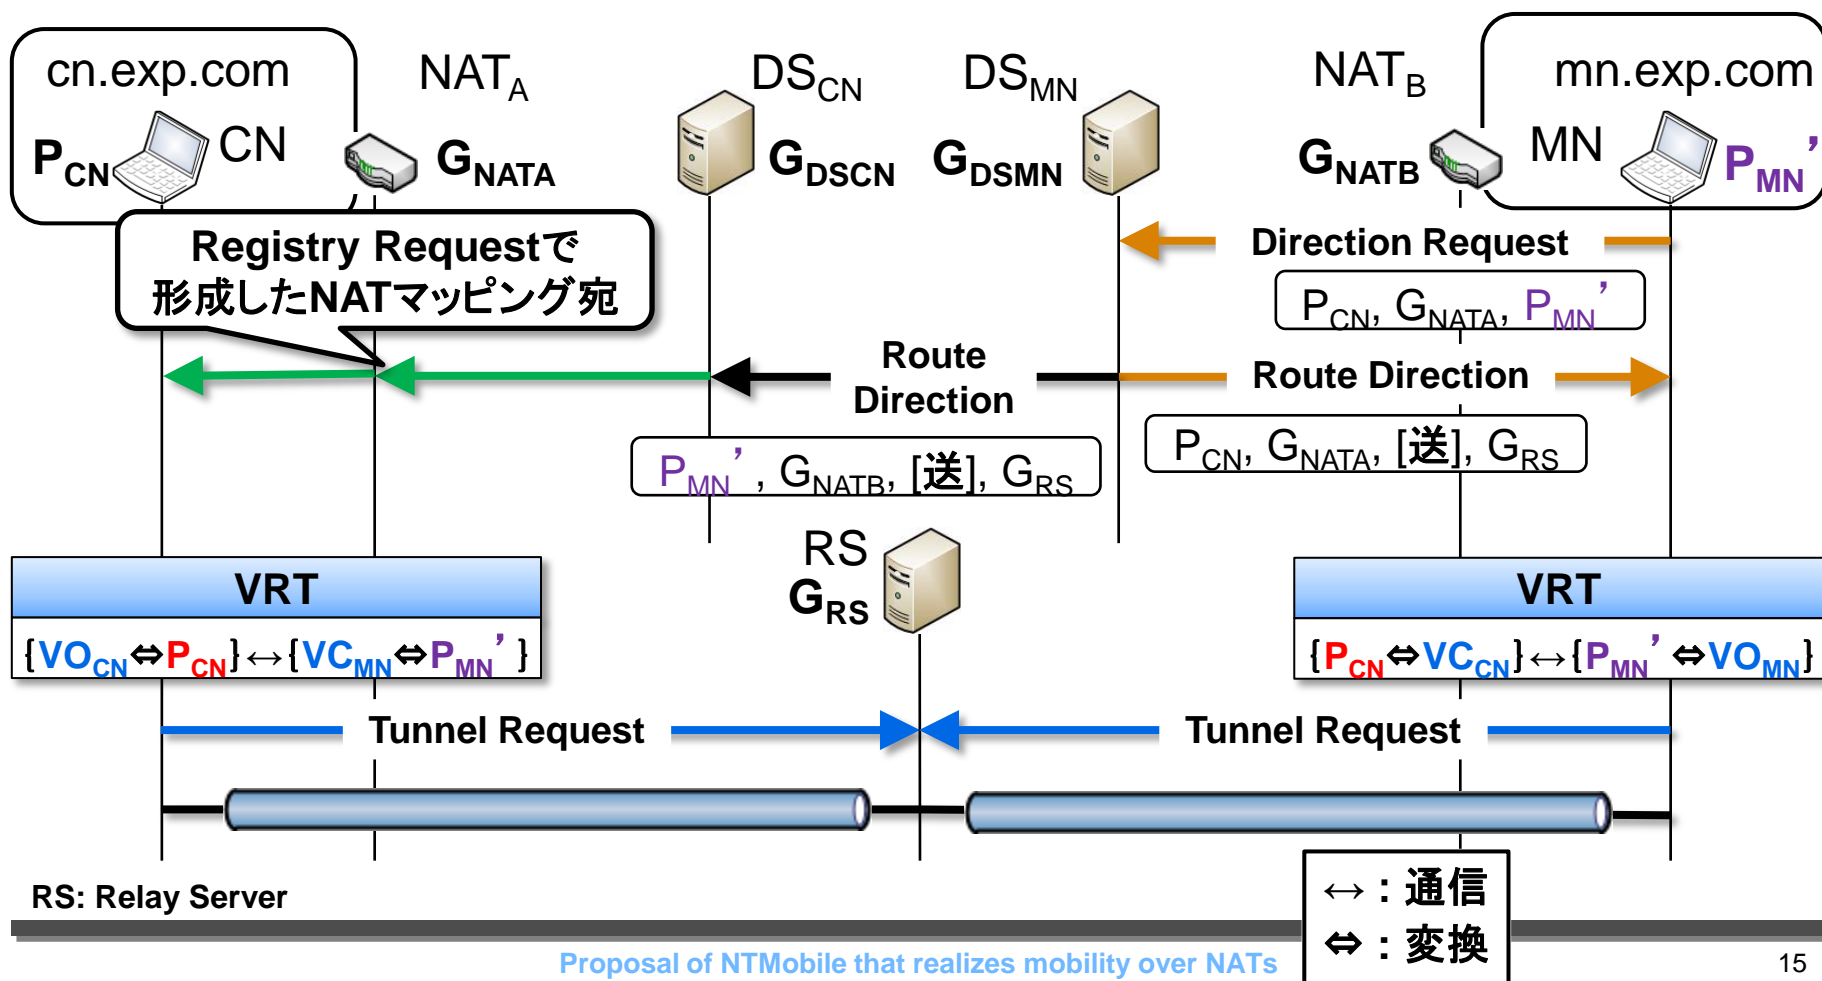 cn.exp.com
NATA
DSCN
DSMN
NATB
mn.exp.com
PCN
CN
GNATA
GDSCN
GDSMN
GNATB
MN
PMN’
Registry Requestで
形成したNATマッピング宛
Direction Request
PCN, GNATA, PMN’
Route
Direction
Route Direction
PMN’, GNATB, [送], GRS
PCN, GNATA, [送], GRS
RS
GRS
VRT
{VOCN⇔PCN}↔{VCMN⇔PMN’}
VRT
{PCN⇔VCCN}↔{PMN’⇔VOMN}
Tunnel Request
Tunnel Request
RS: Relay Server
↔ : 通信
⇔ : 変換
Proposal of NTMobile that realizes mobility over NATs
15